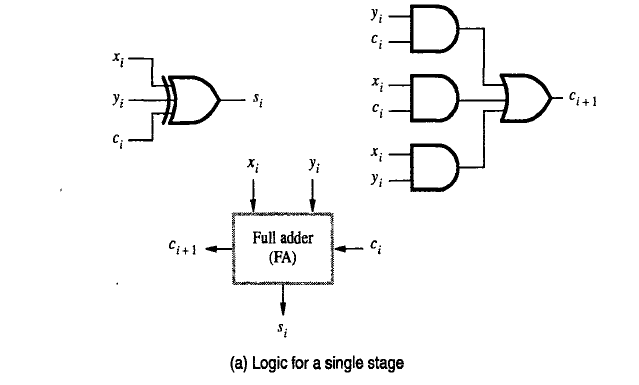 x_i
y_i
c_i
s_i
y_i
c_i
x_i
c_i
x_i
y_i
c_{i+1}
x_i
y_i
c_{i+1}
Full adder
(FA)
c_i
s_i
(a) Logic for a single stage